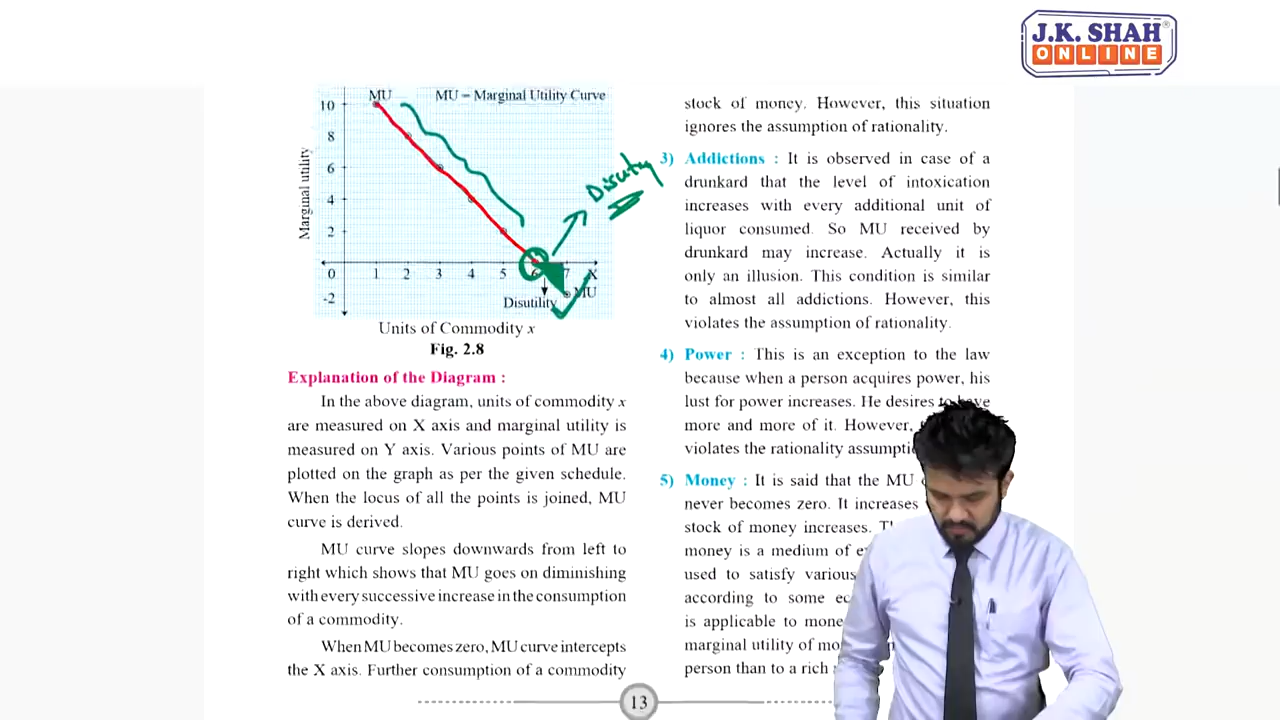 J.K. SHAH
ONLINE
MU
MU – Marginal Utility Curve
10
8
6
4
2
0
-2
Marginal utility
1 2 3 4 5 6 7 X
Disutility
MU
Disuty
Units of Commodity x
Fig. 2.8
Explanation of the Diagram :
In the above diagram, units of commodity x
are measured on X axis and marginal utility is
measured on Y axis. Various points of MU are
plotted on the graph as per the given schedule.
When the locus of all the points is joined, MU
curve is derived.
MU curve slopes downwards from left to
right which shows that MU goes on diminishing
with every successive increase in the consumption
of a commodity.
When MU becomes zero, MU curve intercepts
the X axis. Further consumption of a commodity
stock of money. However, this situation
ignores the assumption of rationality.
3) Addictions : It is observed in case of a
drunkard that the level of intoxication
increases with every additional unit of
liquor consumed. So MU received by
drunkard may increase. Actually it is
only an illusion. This condition is similar
to almost all addictions. However, this
violates the assumption of rationality.
4) Power : This is an exception to the law
because when a person acquires power, his
lust for power increases. He desires to have
more and more of it. However,
violates the rationality
5) Money : It is said that the MU
never becomes zero. It increases
stock of money increases.
money is a medium of
used to satisfy various
according to some
is applicable to
marginal utility of
person than to a rich
13